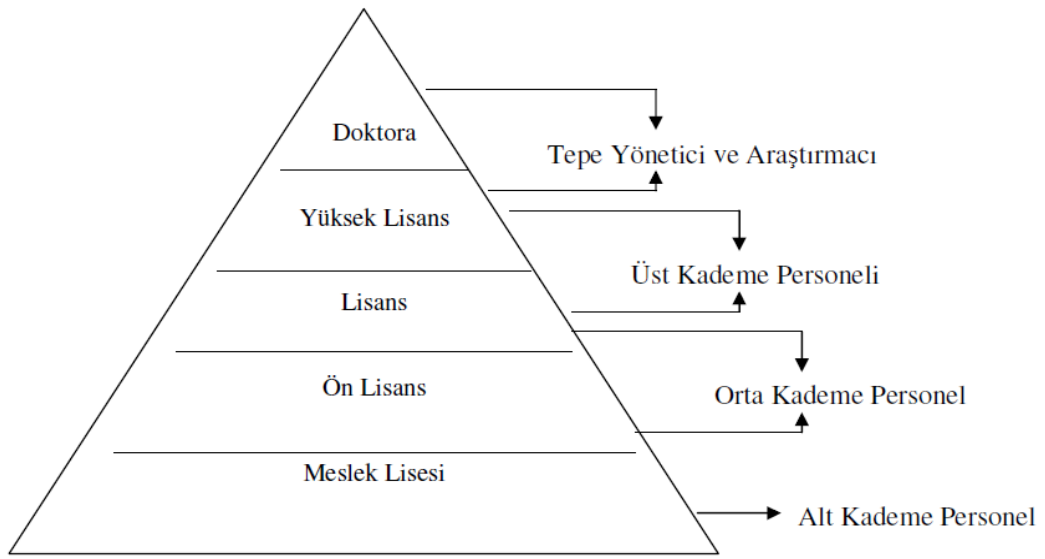 Doktora
Tepe Yönetici ve Araştırmacı
Yüksek Lisans
Üst Kademe Personeli
Lisans
Ön Lisans
Orta Kademe Personel
Meslek Lisesi
Alt Kademe Personel